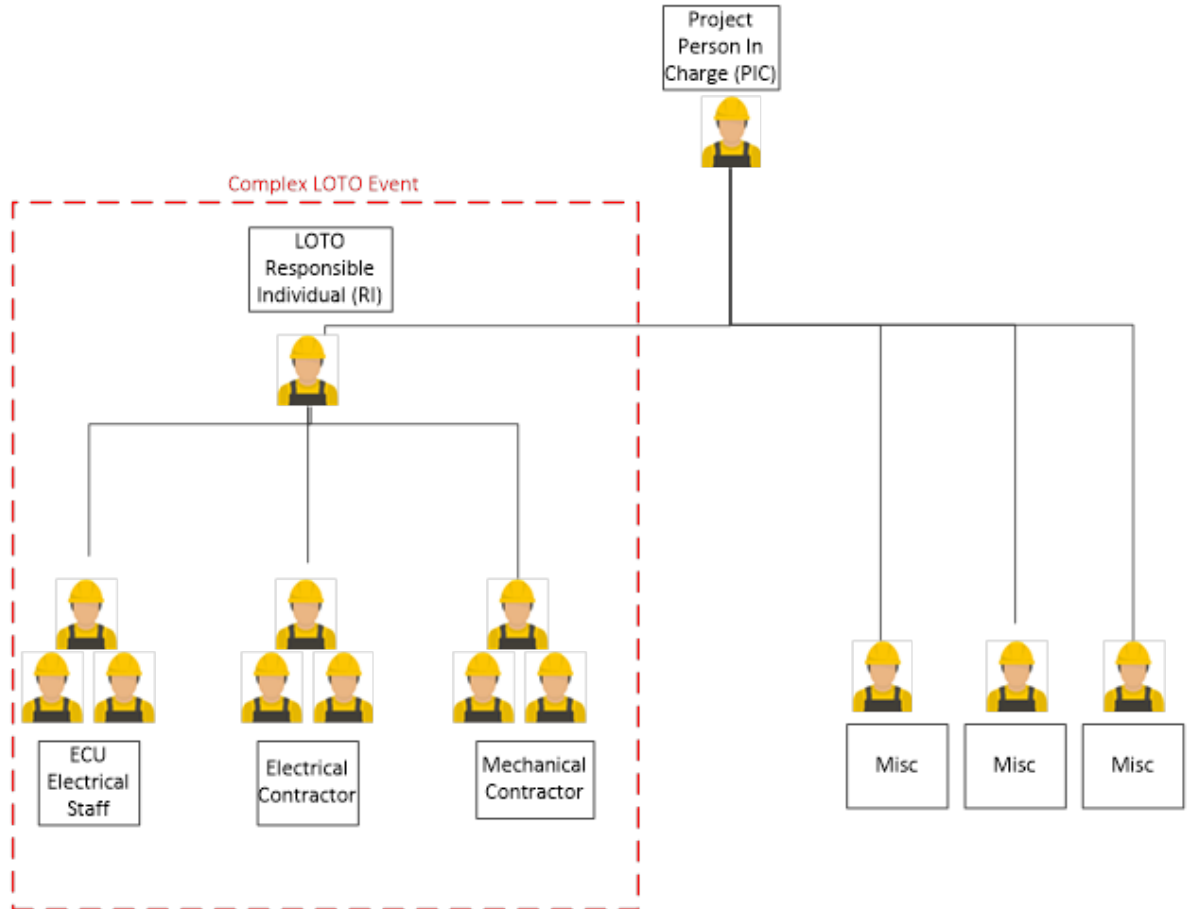 Project
Person In
Charge (PIC)
Complex LOTO Event
LOTO
Responsible
Individual (RI)
ECU
Electrical
Staff
Electrical
Contractor
Mechanical
Contractor
Misc
Misc
Misc